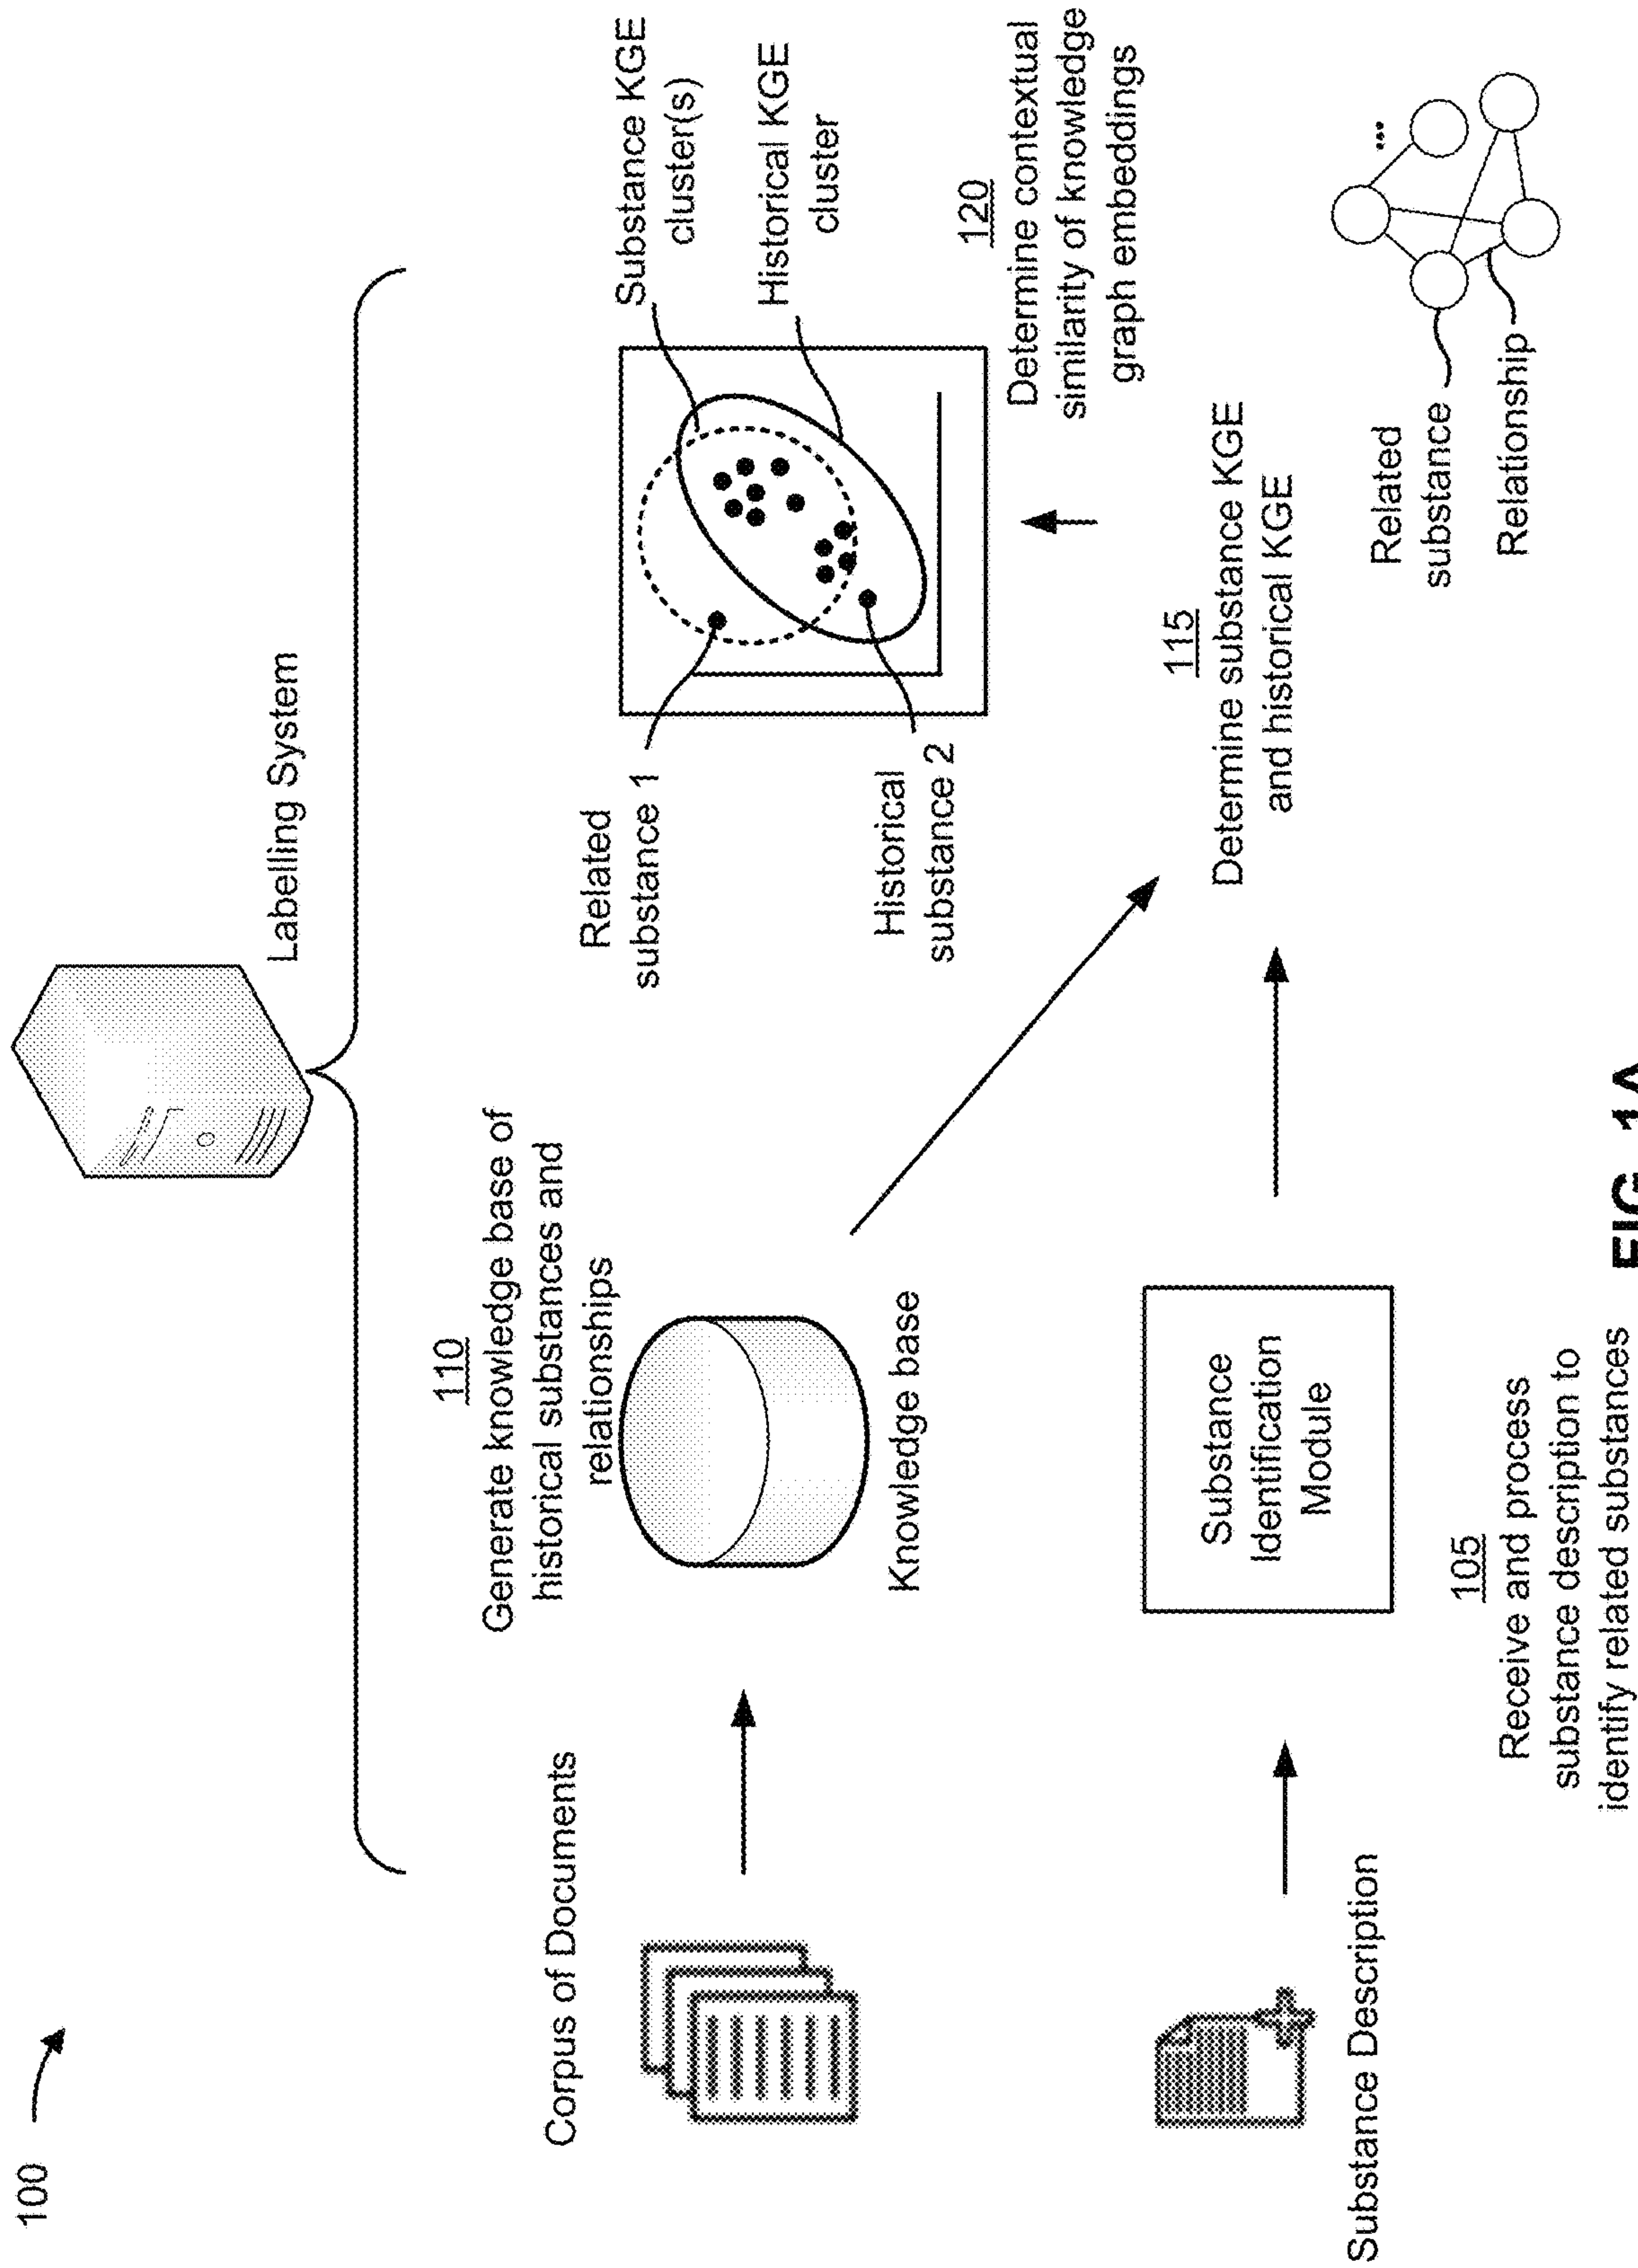 100
Labelling System
Corpus of Documents
110
Generate knowledge base of
historical substances and
relationships
Knowledge base
Related
substance 1
Historical
substance 2
Substance KGE
cluster(s)
Historical KGE
cluster
120
Determine contextual
similarity of knowledge
graph embeddings
115
Determine substance KGE
and historical KGE
Substance Description
Substance
Identification
Module
105
Receive and process
substance description to
identify related substances
Related
substance
Relationship
...
FIG. 1A